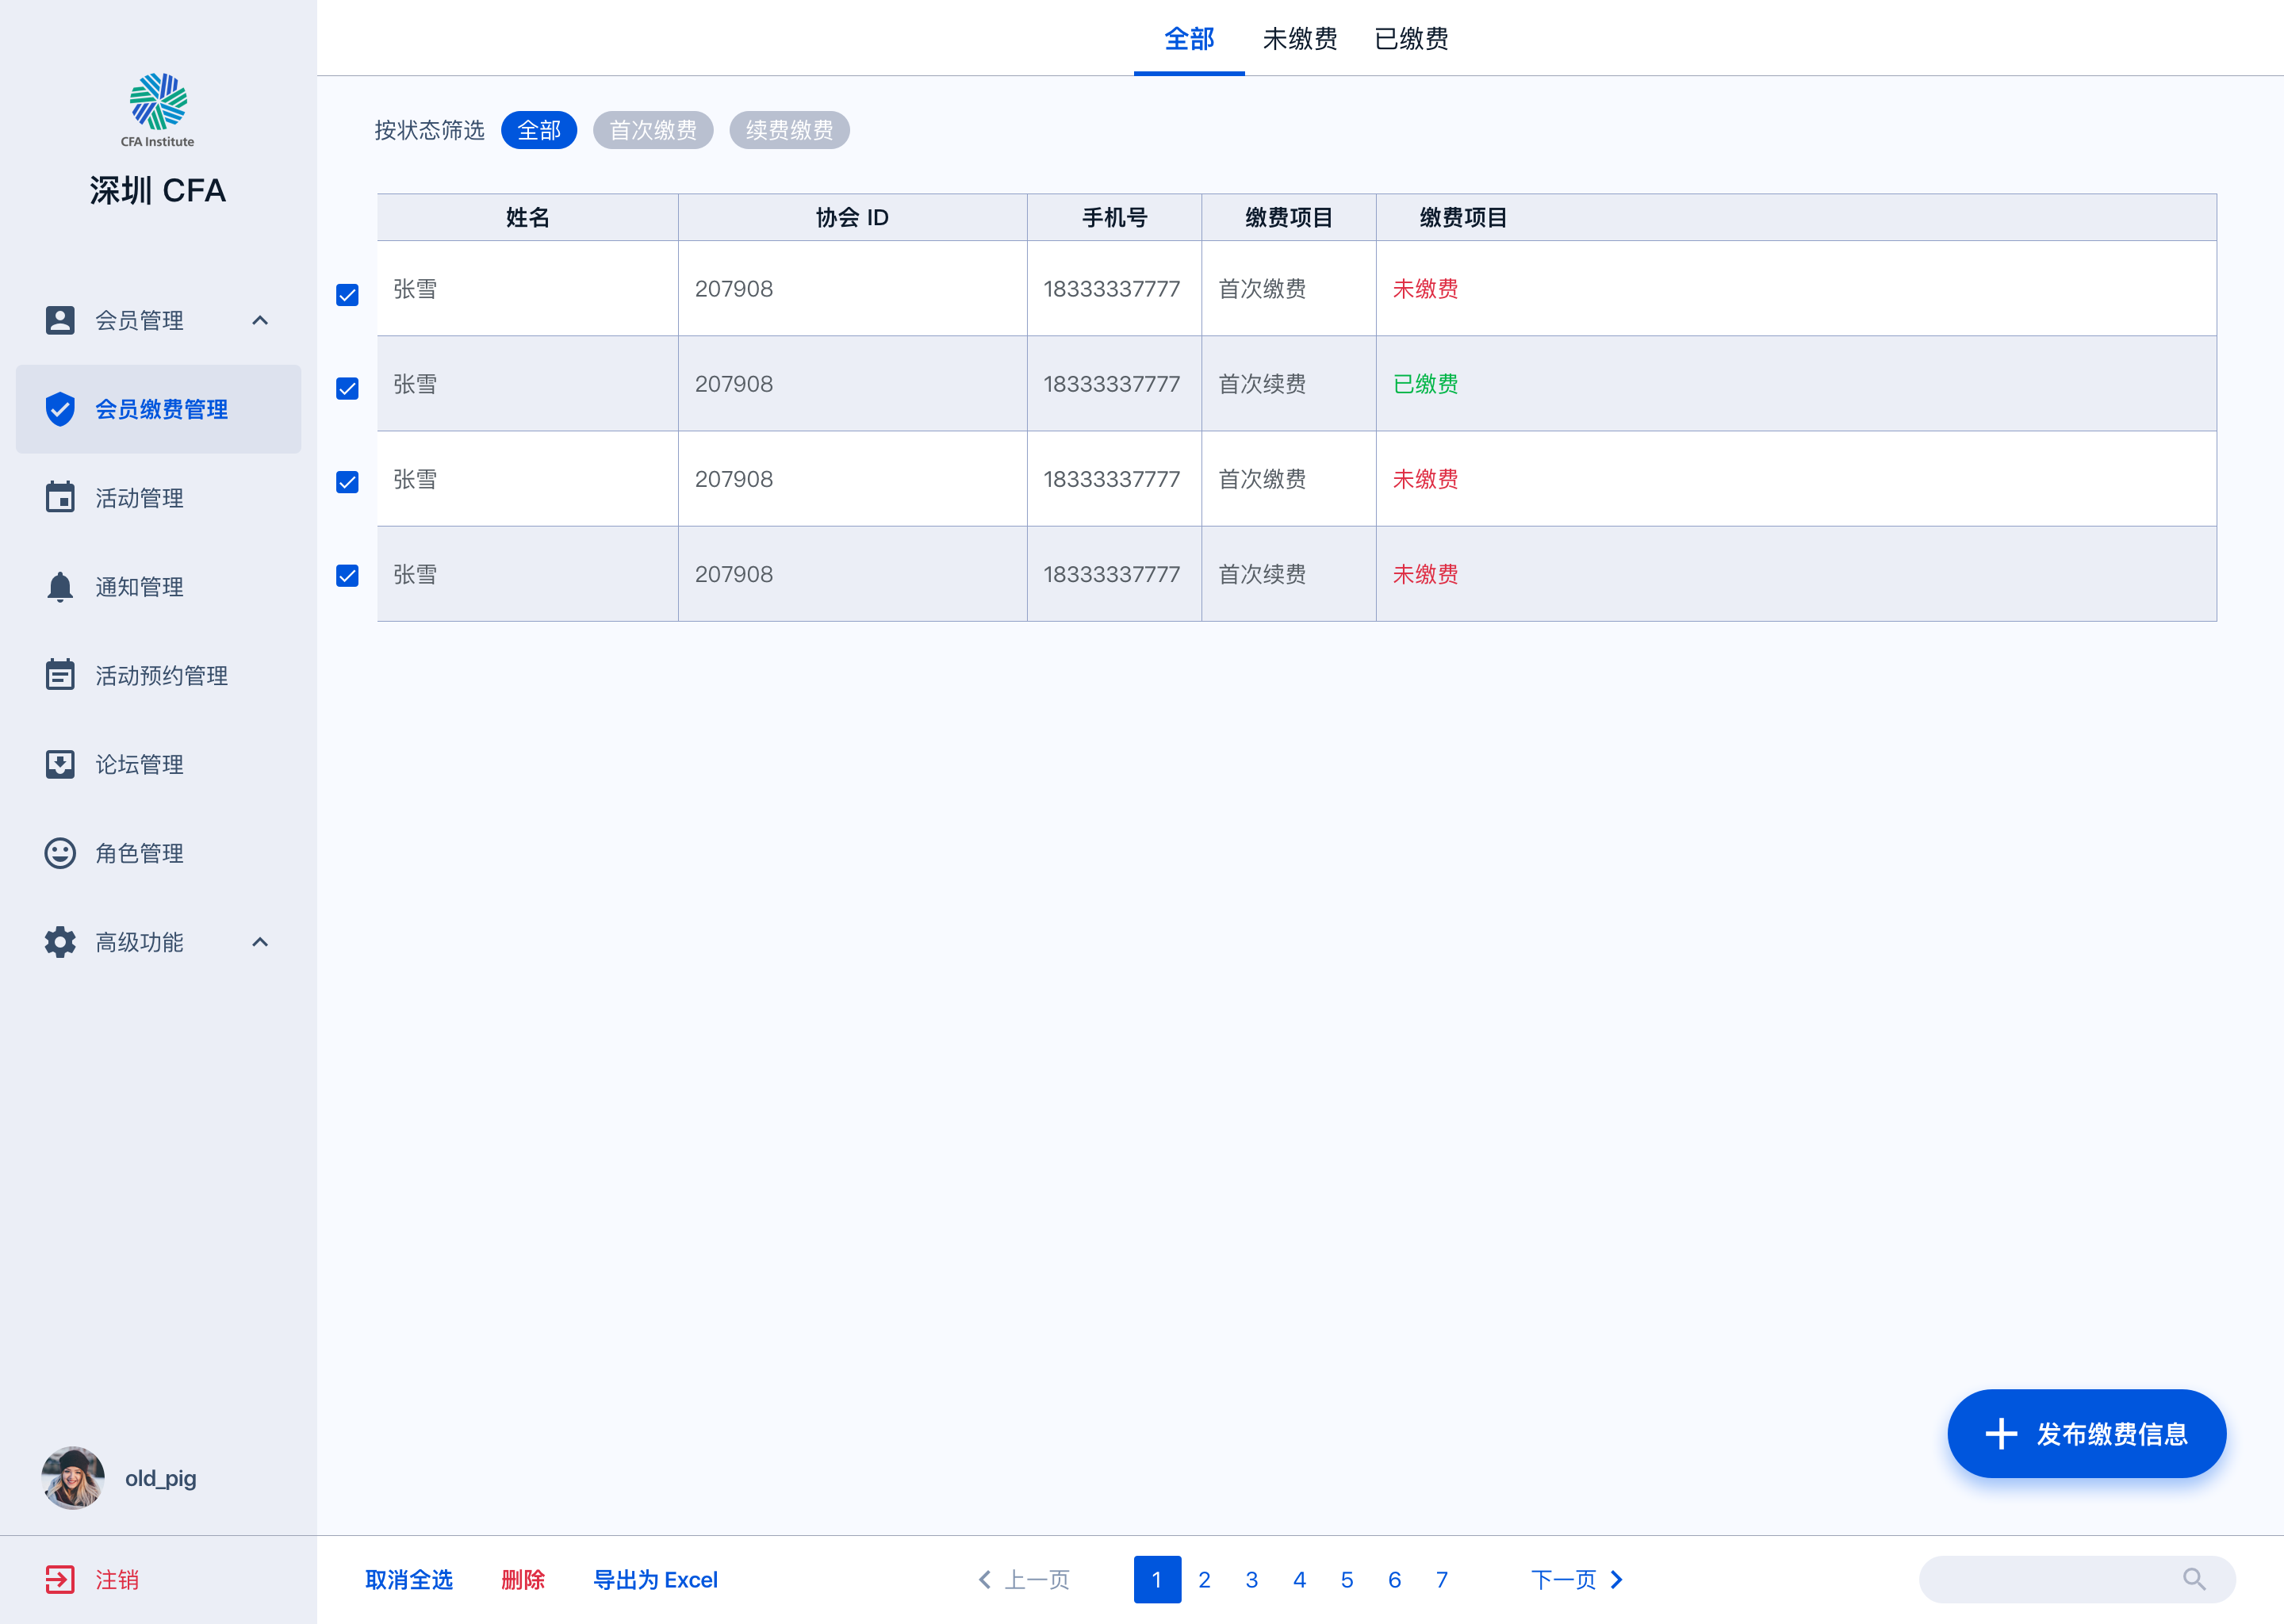 CFA Institute
深圳 CFA
会员管理
会员缴费管理
活动管理
通知管理
活动预约管理
论坛管理
角色管理
高级功能
old_pig
注销
全部 未缴费 已缴费
按状态筛选 全部 首次缴费 续费缴费
姓名 协会 ID 手机号 缴费项目 缴费项目
张雪 207908 18333337777 首次缴费 未缴费
张雪 207908 18333337777 首次续费 已缴费
张雪 207908 18333337777 首次缴费 未缴费
张雪 207908 18333337777 首次续费 未缴费
发布缴费信息
取消全选 删除 导出为 Excel 上一页 1 2 3 4 5 6 7 下一页